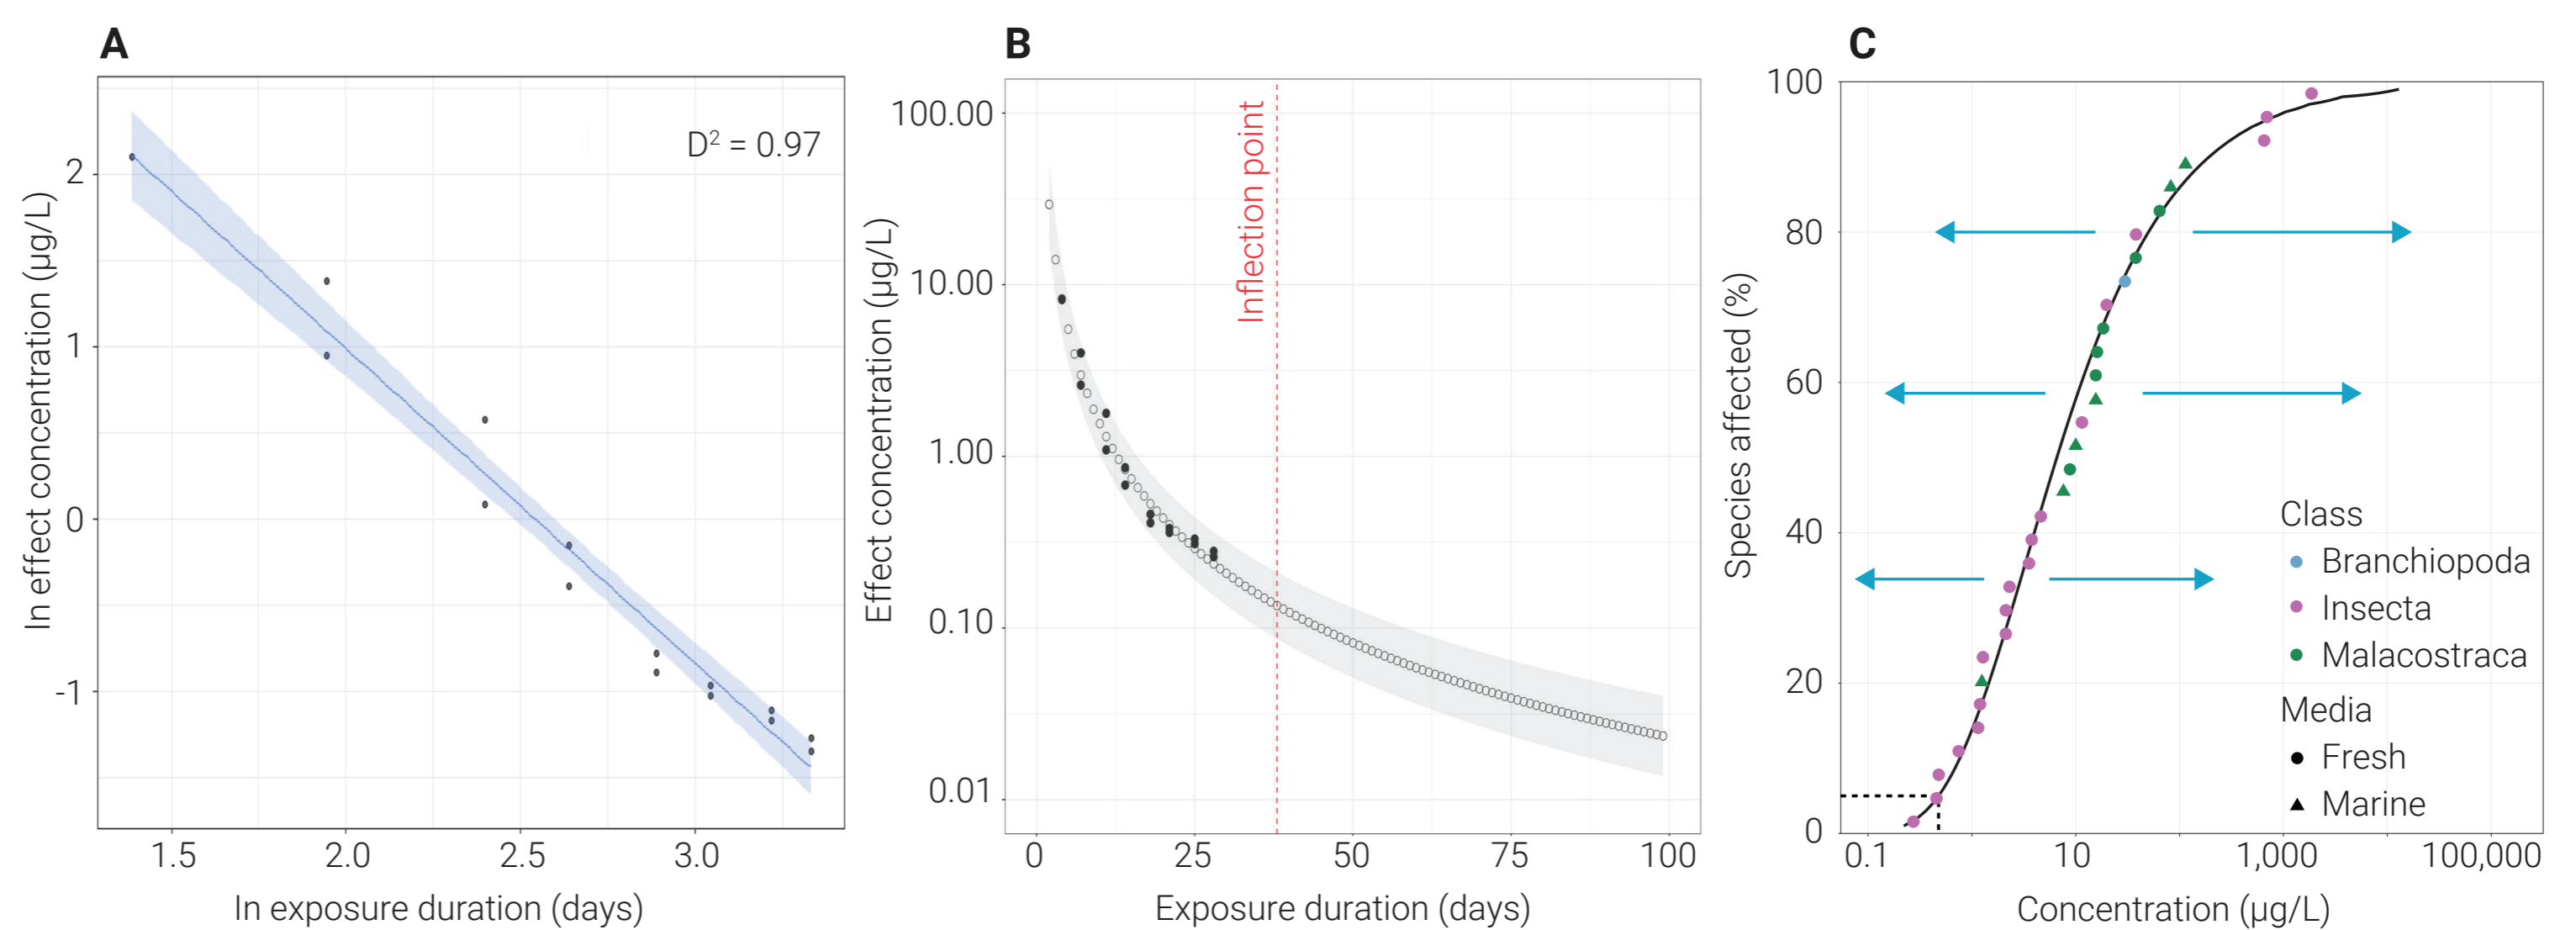 A
D² = 0.97
ln effect concentration (µg/L)
2
1
0
-1
1.5 2.0 2.5 3.0
ln exposure duration (days)
B
Effect concentration (µg/L)
100.00
10.00
1.00
0.10
0.01
Inflection point
0 25 50 75 100
Exposure duration (days)
C
Species affected (%)
100
80
60
40
20
0
Class
Branchiopoda
Insecta
Malacostraca
Media
Fresh
Marine
0.1 10 1,000 100,000
Concentration (µg/L)